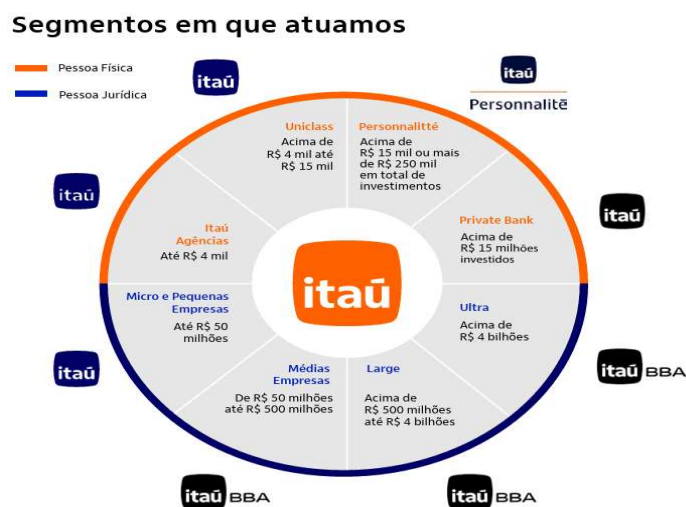 Segmentos em que atuamos
Pessoa Física
Pessoa Jurídica
itaú
itaú
Personnalitē
Uniclass
Acima de
R$ 4 mil até
R$ 15 mil
Personnalitté
Acima de
R$ 15 mil ou mais
de R$ 250 mil
em total de
investimentos
itaú
Itaú
Agências
Até R$ 4 mil
Private Bank
Acima de
R$ 15 milhões
investidos
itaú
itaú
Micro e Pequenas
Empresas
Até R$ 50
milhões
Ultra
Acima de
R$ 4 bilhões
itaú
itaú BBA
Médias
Empresas
De R$ 50 milhões
até R$ 500 milhões
Large
Acima de
R$ 500 milhões
até R$ 4 bilhões
itaú BBA
itaú BBA